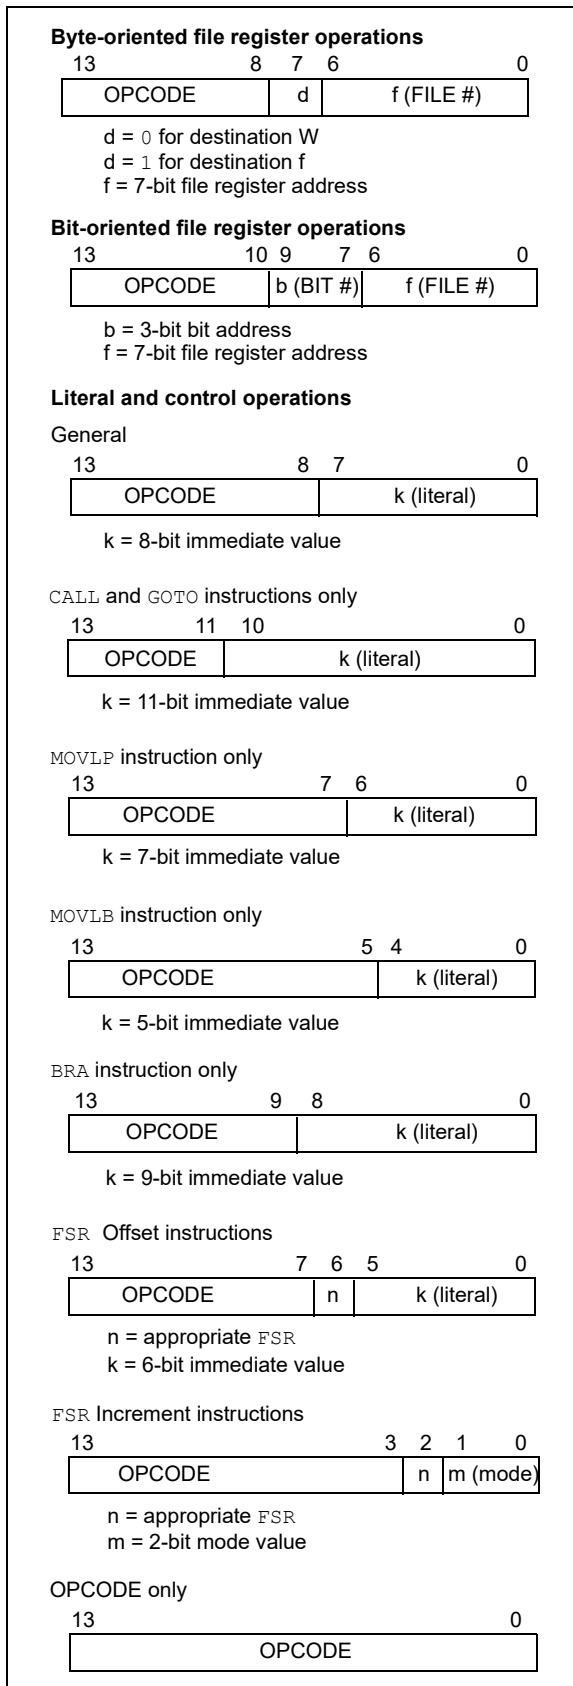 Byte-oriented file register operations
13 8 7 6 0
OPCODE d f (FILE #)
d = 0 for destination W
d = 1 for destination f
f = 7-bit file register address
Bit-oriented file register operations
13 10 9 7 6 0
OPCODE b (BIT #) f (FILE #)
b = 3-bit bit address
f = 7-bit file register address
Literal and control operations
General
13 8 7 0
OPCODE k (literal)
k = 8-bit immediate value
CALL and GOTO instructions only
13 11 10 0
OPCODE k (literal)
k = 11-bit immediate value
MOVLP instruction only
13 7 6 0
OPCODE k (literal)
k = 7-bit immediate value
MOVLB instruction only
13 5 4 0
OPCODE k (literal)
k = 5-bit immediate value
BRA instruction only
13 9 8 0
OPCODE k (literal)
k = 9-bit immediate value
FSR Offset instructions
13 7 6 5 0
OPCODE n k (literal)
n = appropriate FSR
k = 6-bit immediate value
FSR Increment instructions
13 3 2 1 0
OPCODE n m (mode)
n = appropriate FSR
m = 2-bit mode value
OPCODE only
13 0
OPCODE